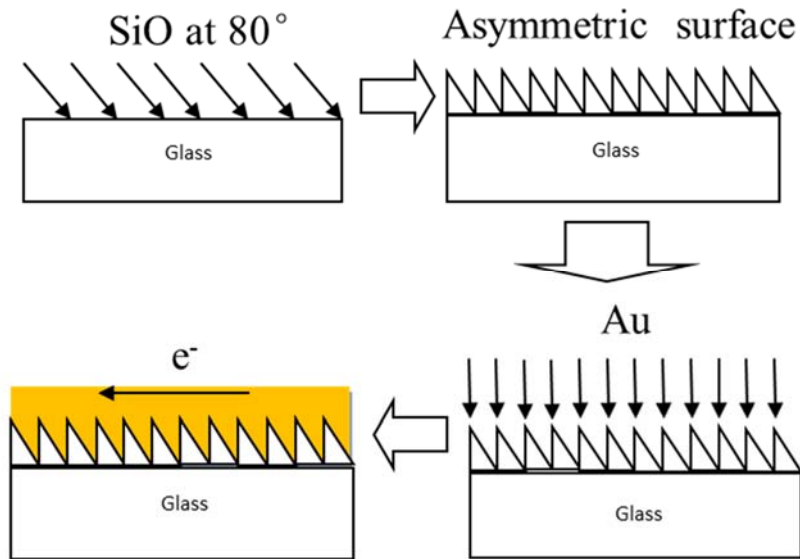 SiO at 80°
Asymmetric surface
Glass
Glass
Au
e⁻
Glass
Glass